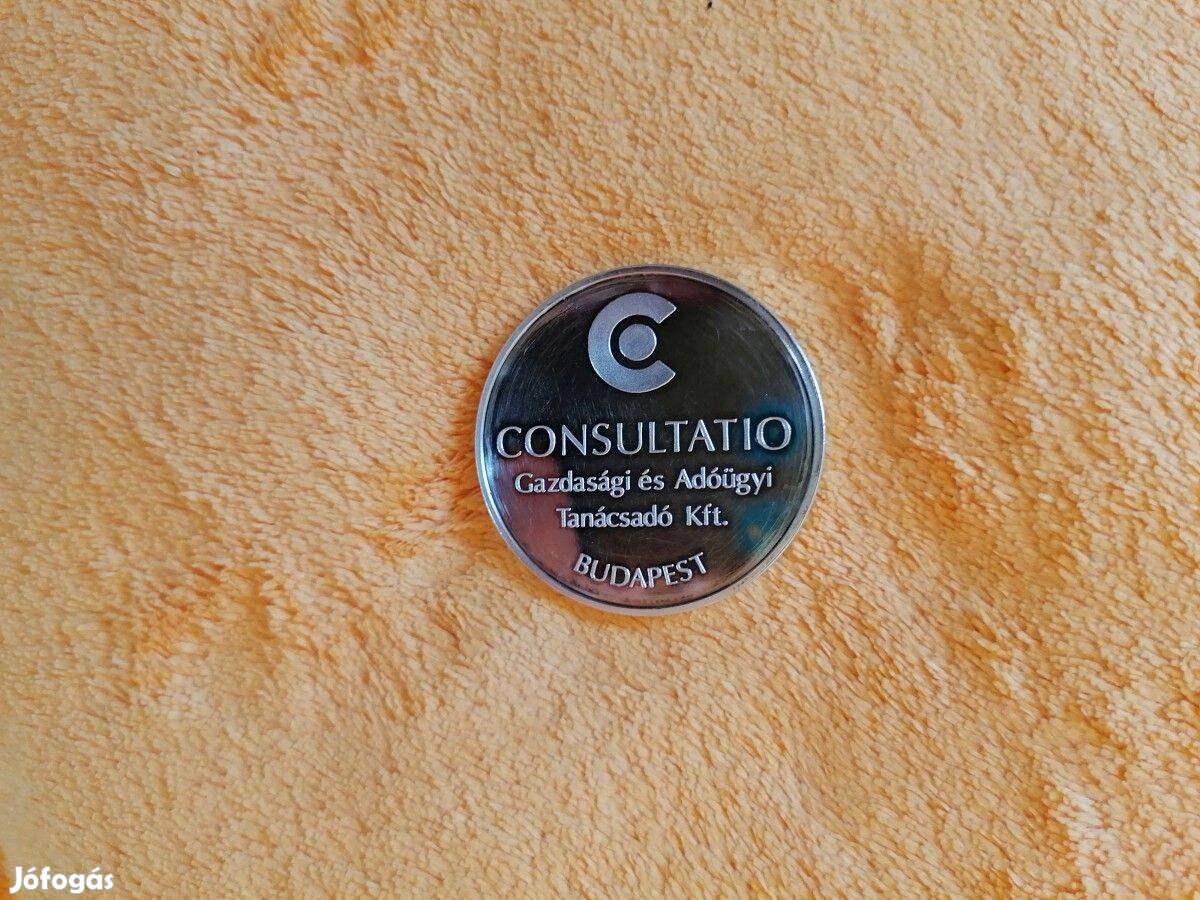 CONSULTATIO
Gazdasági és Adóügyi
Tanácsadó Kft.
BUDAPEST
Jófogás